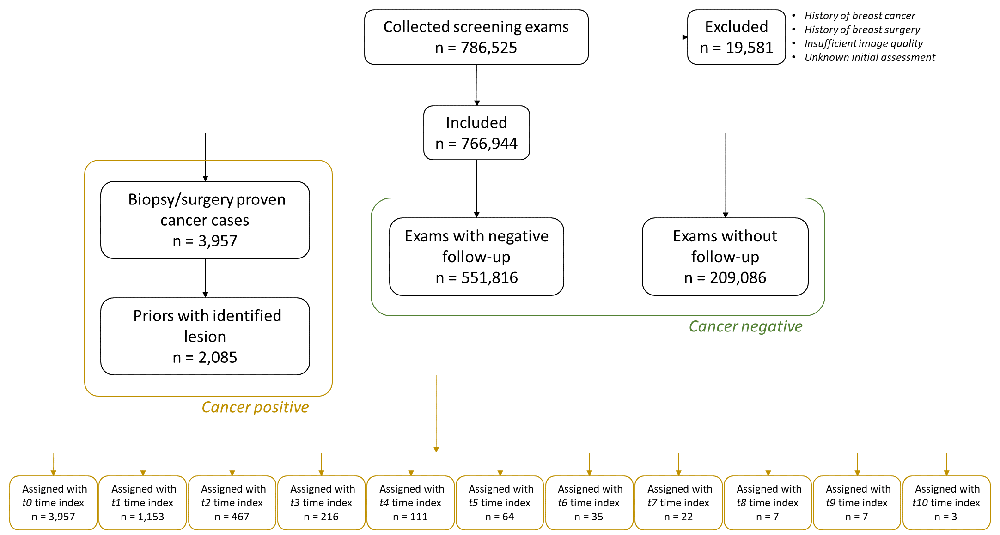 Collected screening exams
n = 786,525
Excluded
n = 19,581
• History of breast cancer
• History of breast surgery
• Insufficient image quality
• Unknown initial assessment
Included
n = 766,944
Biopsy/surgery proven
cancer cases
n = 3,957
Priors with identified
lesion
n = 2,085
Cancer positive
Exams with negative
follow-up
n = 551,816
Exams without
follow-up
n = 209,086
Cancer negative
Assigned with
t0 time index
n = 3,957
Assigned with
t1 time index
n = 1,153
Assigned with
t2 time index
n = 467
Assigned with
t3 time index
n = 216
Assigned with
t4 time index
n = 111
Assigned with
t5 time index
n = 64
Assigned with
t6 time index
n = 35
Assigned with
t7 time index
n = 22
Assigned with
t8 time index
n = 7
Assigned with
t9 time index
n = 7
Assigned with
t10 time index
n = 3